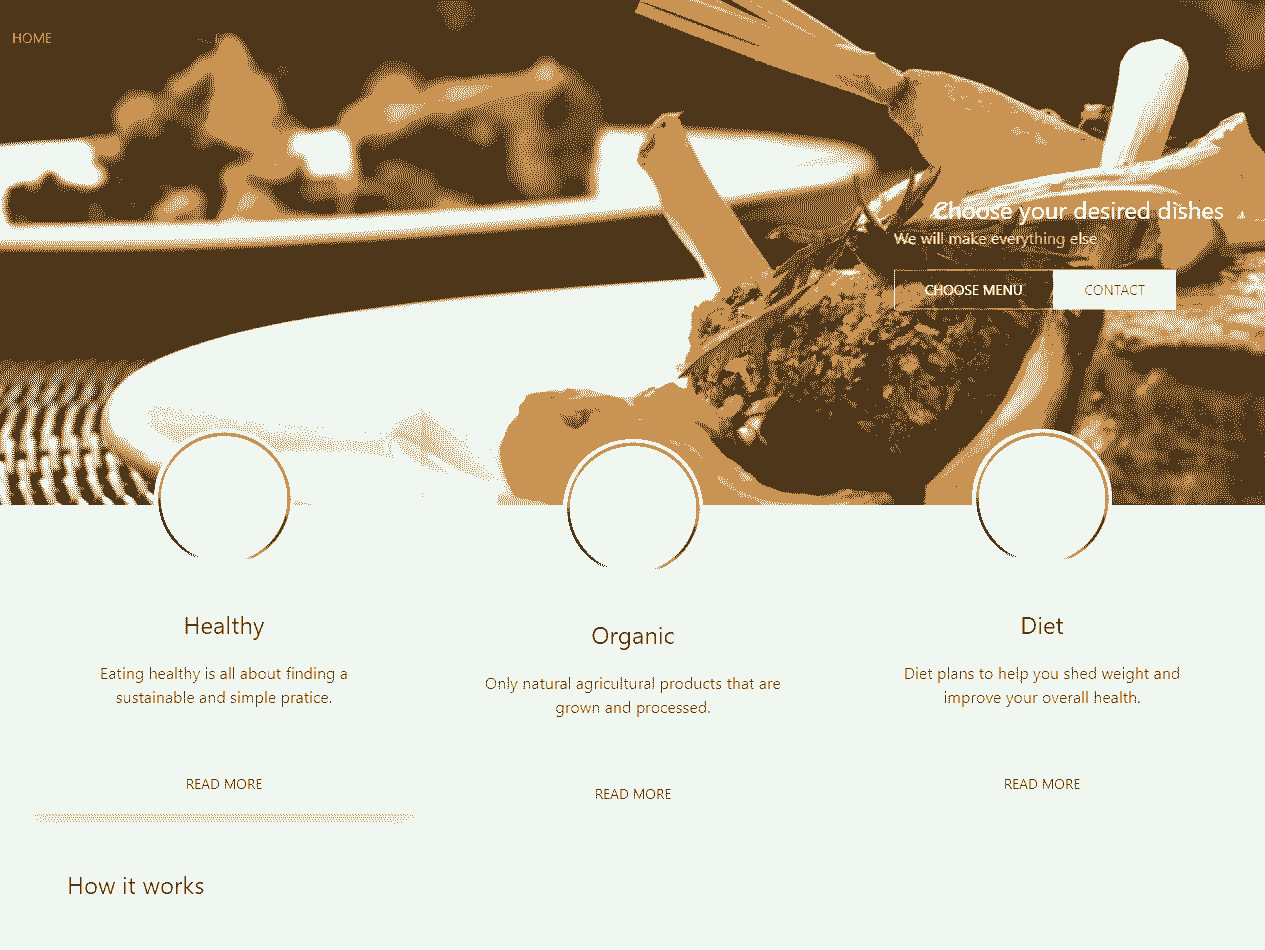 HOME
Choose your desired dishes
We will make everything else
CHOOSE MENU
CONTACT
Healthy
Eating healthy is all about finding a
sustainable and simple pratice.
READ MORE
Organic
Only natural agricultural products that are
grown and processed.
READ MORE
Diet
Diet plans to help you shed weight and
improve your overall health.
READ MORE
How it works